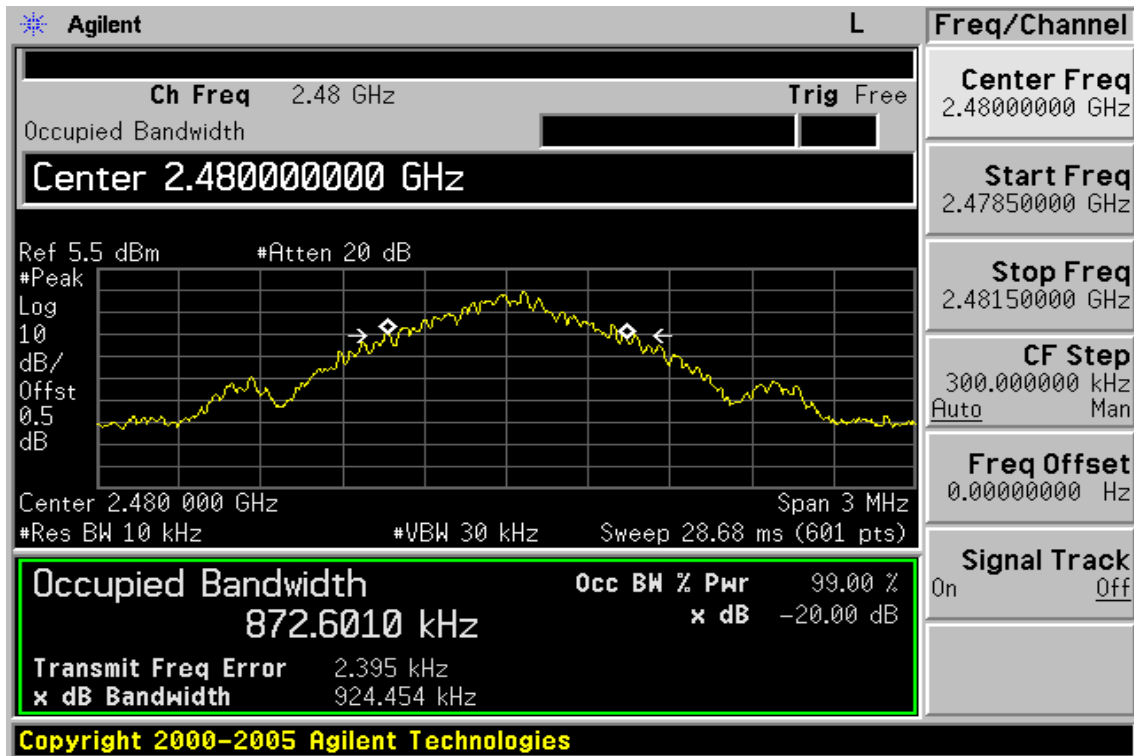 Agilent L
Ch Freq 2.48 GHz Trig Free
Occupied Bandwidth
Center 2.480000000 GHz
Ref 5.5 dBm #Atten 20 dB
#Peak
Log
10
dB/
Offst
0.5
dB
Center 2.480 000 GHz Span 3 MHz
#Res BW 10 kHz #VBW 30 kHz Sweep 28.68 ms (601 pts)
Occupied Bandwidth Occ BW % Pwr 99.00 %
872.6010 kHz x dB -20.00 dB
Transmit Freq Error 2.395 kHz
x dB Bandwidth 924.454 kHz
Copyright 2000-2005 Agilent Technologies
Freq/Channel
Center Freq
2.48000000 GHz
Start Freq
2.47850000 GHz
Stop Freq
2.48150000 GHz
CF Step
300.000000 kHz
Auto Man
Freq Offset
0.00000000 Hz
Signal Track
On Off